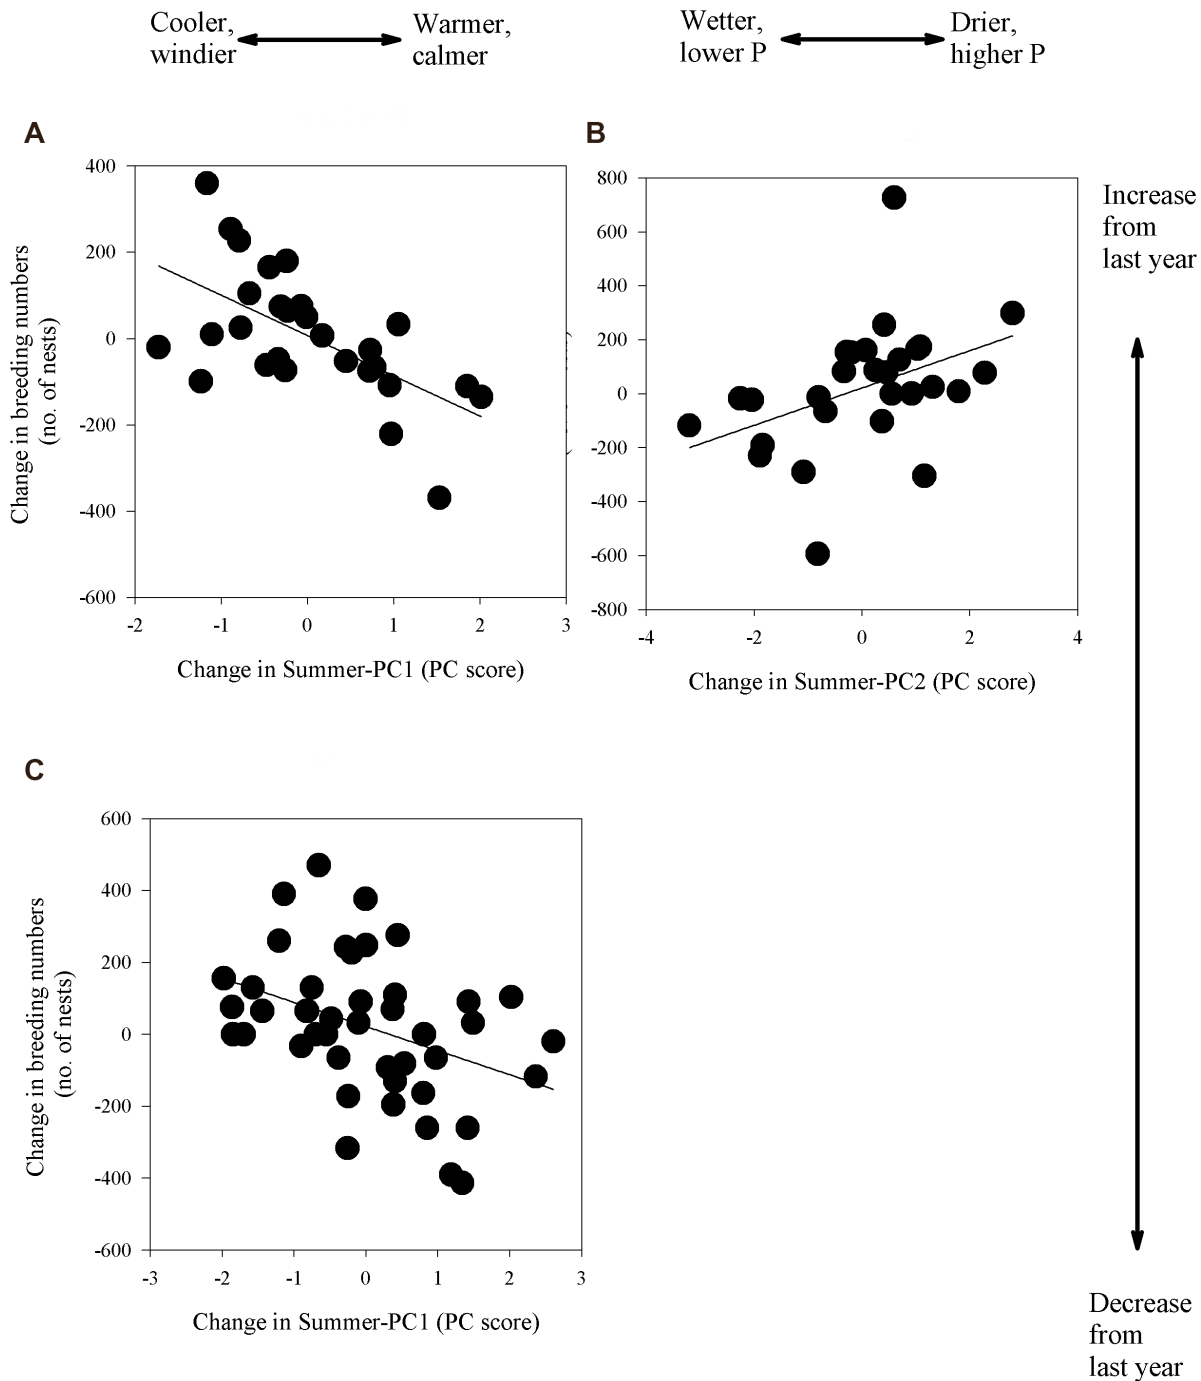 Cooler,
windier
Warmer,
calmer
Wetter,
lower P
Drier,
higher P
A
400
200
0
-200
-400
-600
-2
-1
0
1
2
3
Change in breeding numbers
(no. of nests)
Change in Summer-PC1 (PC score)
B
800
600
400
200
0
-200
-400
-600
-800
-4
-2
0
2
4
Change in Summer-PC2 (PC score)
Increase
from
last year
C
600
400
200
0
-200
-400
-600
-3
-2
-1
0
1
2
3
Change in breeding numbers
(no. of nests)
Change in Summer-PC1 (PC score)
Decrease
from
last year